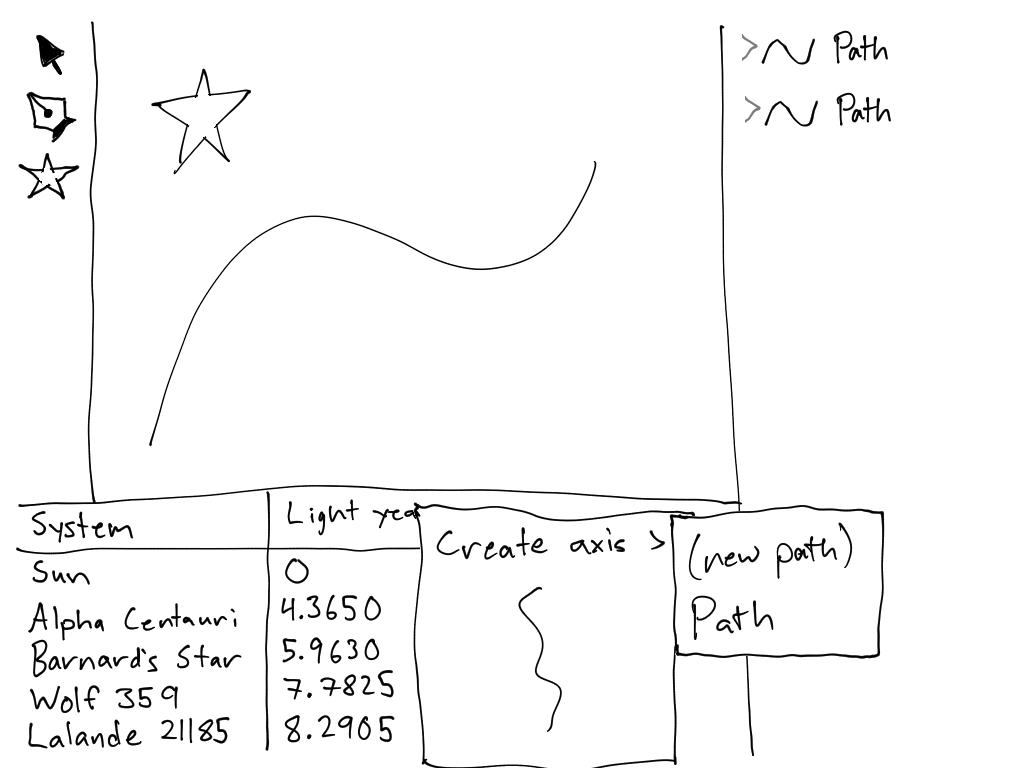 Path
Path
System
Light yea
Create axis >
(new path)
Path
Sun
0
Alpha Centauri
4.3650
Barnard's Star
5.9630
Wolf 359
7.7825
Lalande 21185
8.2905